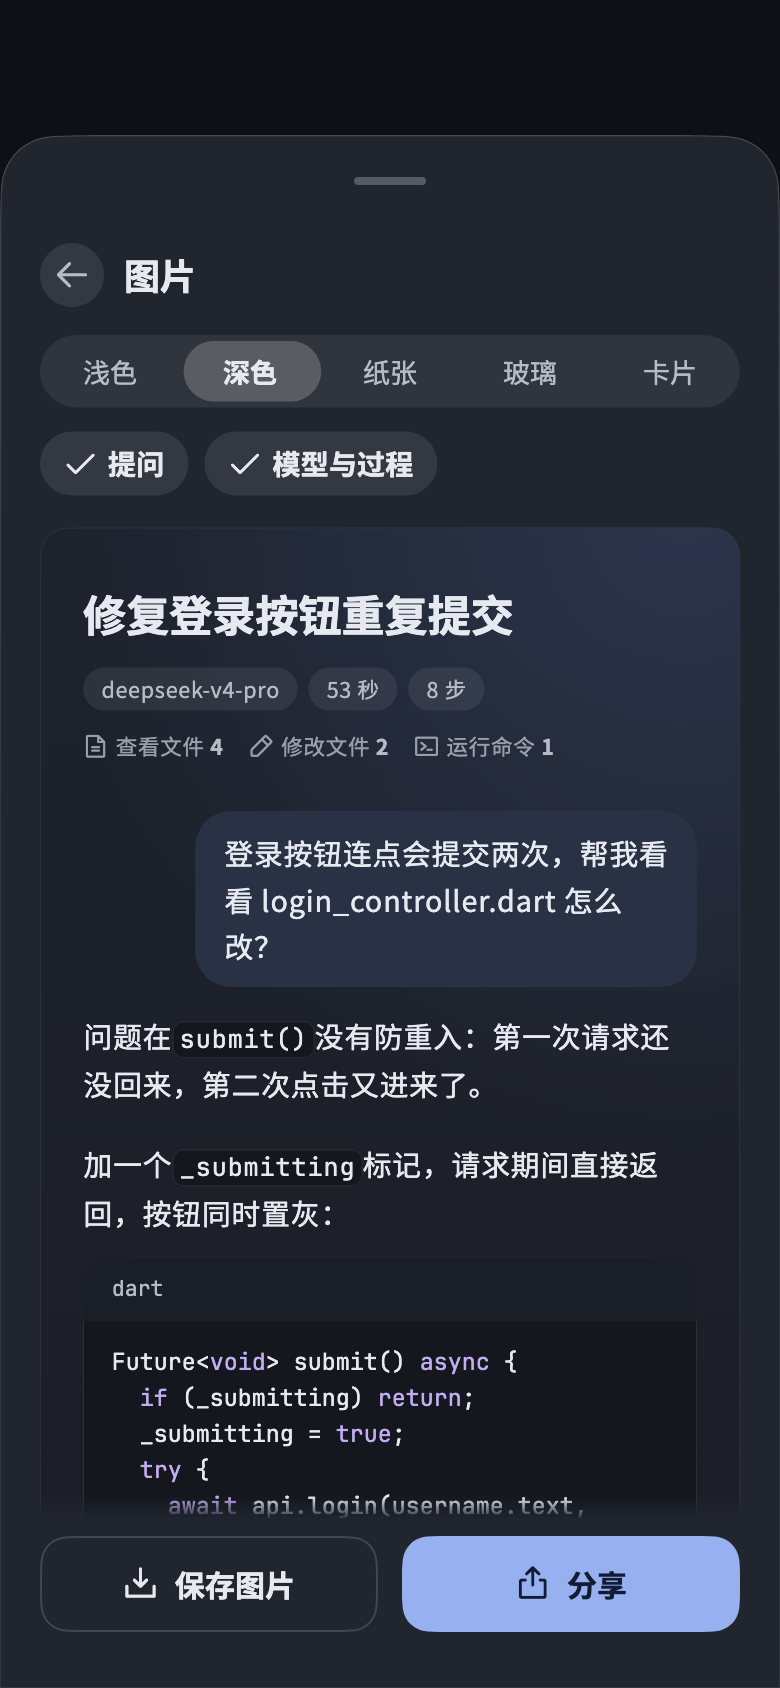 图片
浅色 深色 纸张 玻璃 卡片
提问 模型与过程
修复登录按钮重复提交
deepseek-v4-pro 53 秒 8 步
查看文件 4 修改文件 2 运行命令 1
登录按钮连点会提交两次，帮我看
看 login_controller.dart 怎么
改？
问题在 submit() 没有防重入：第一次请求还
没回来，第二次点击又进来了。
加一个 _submitting 标记，请求期间直接返
回，按钮同时置灰：
dart
Future<void> submit() async {
  if (_submitting) return;
  _submitting = true;
  try {
    await api.login(username.text,
保存图片 分享